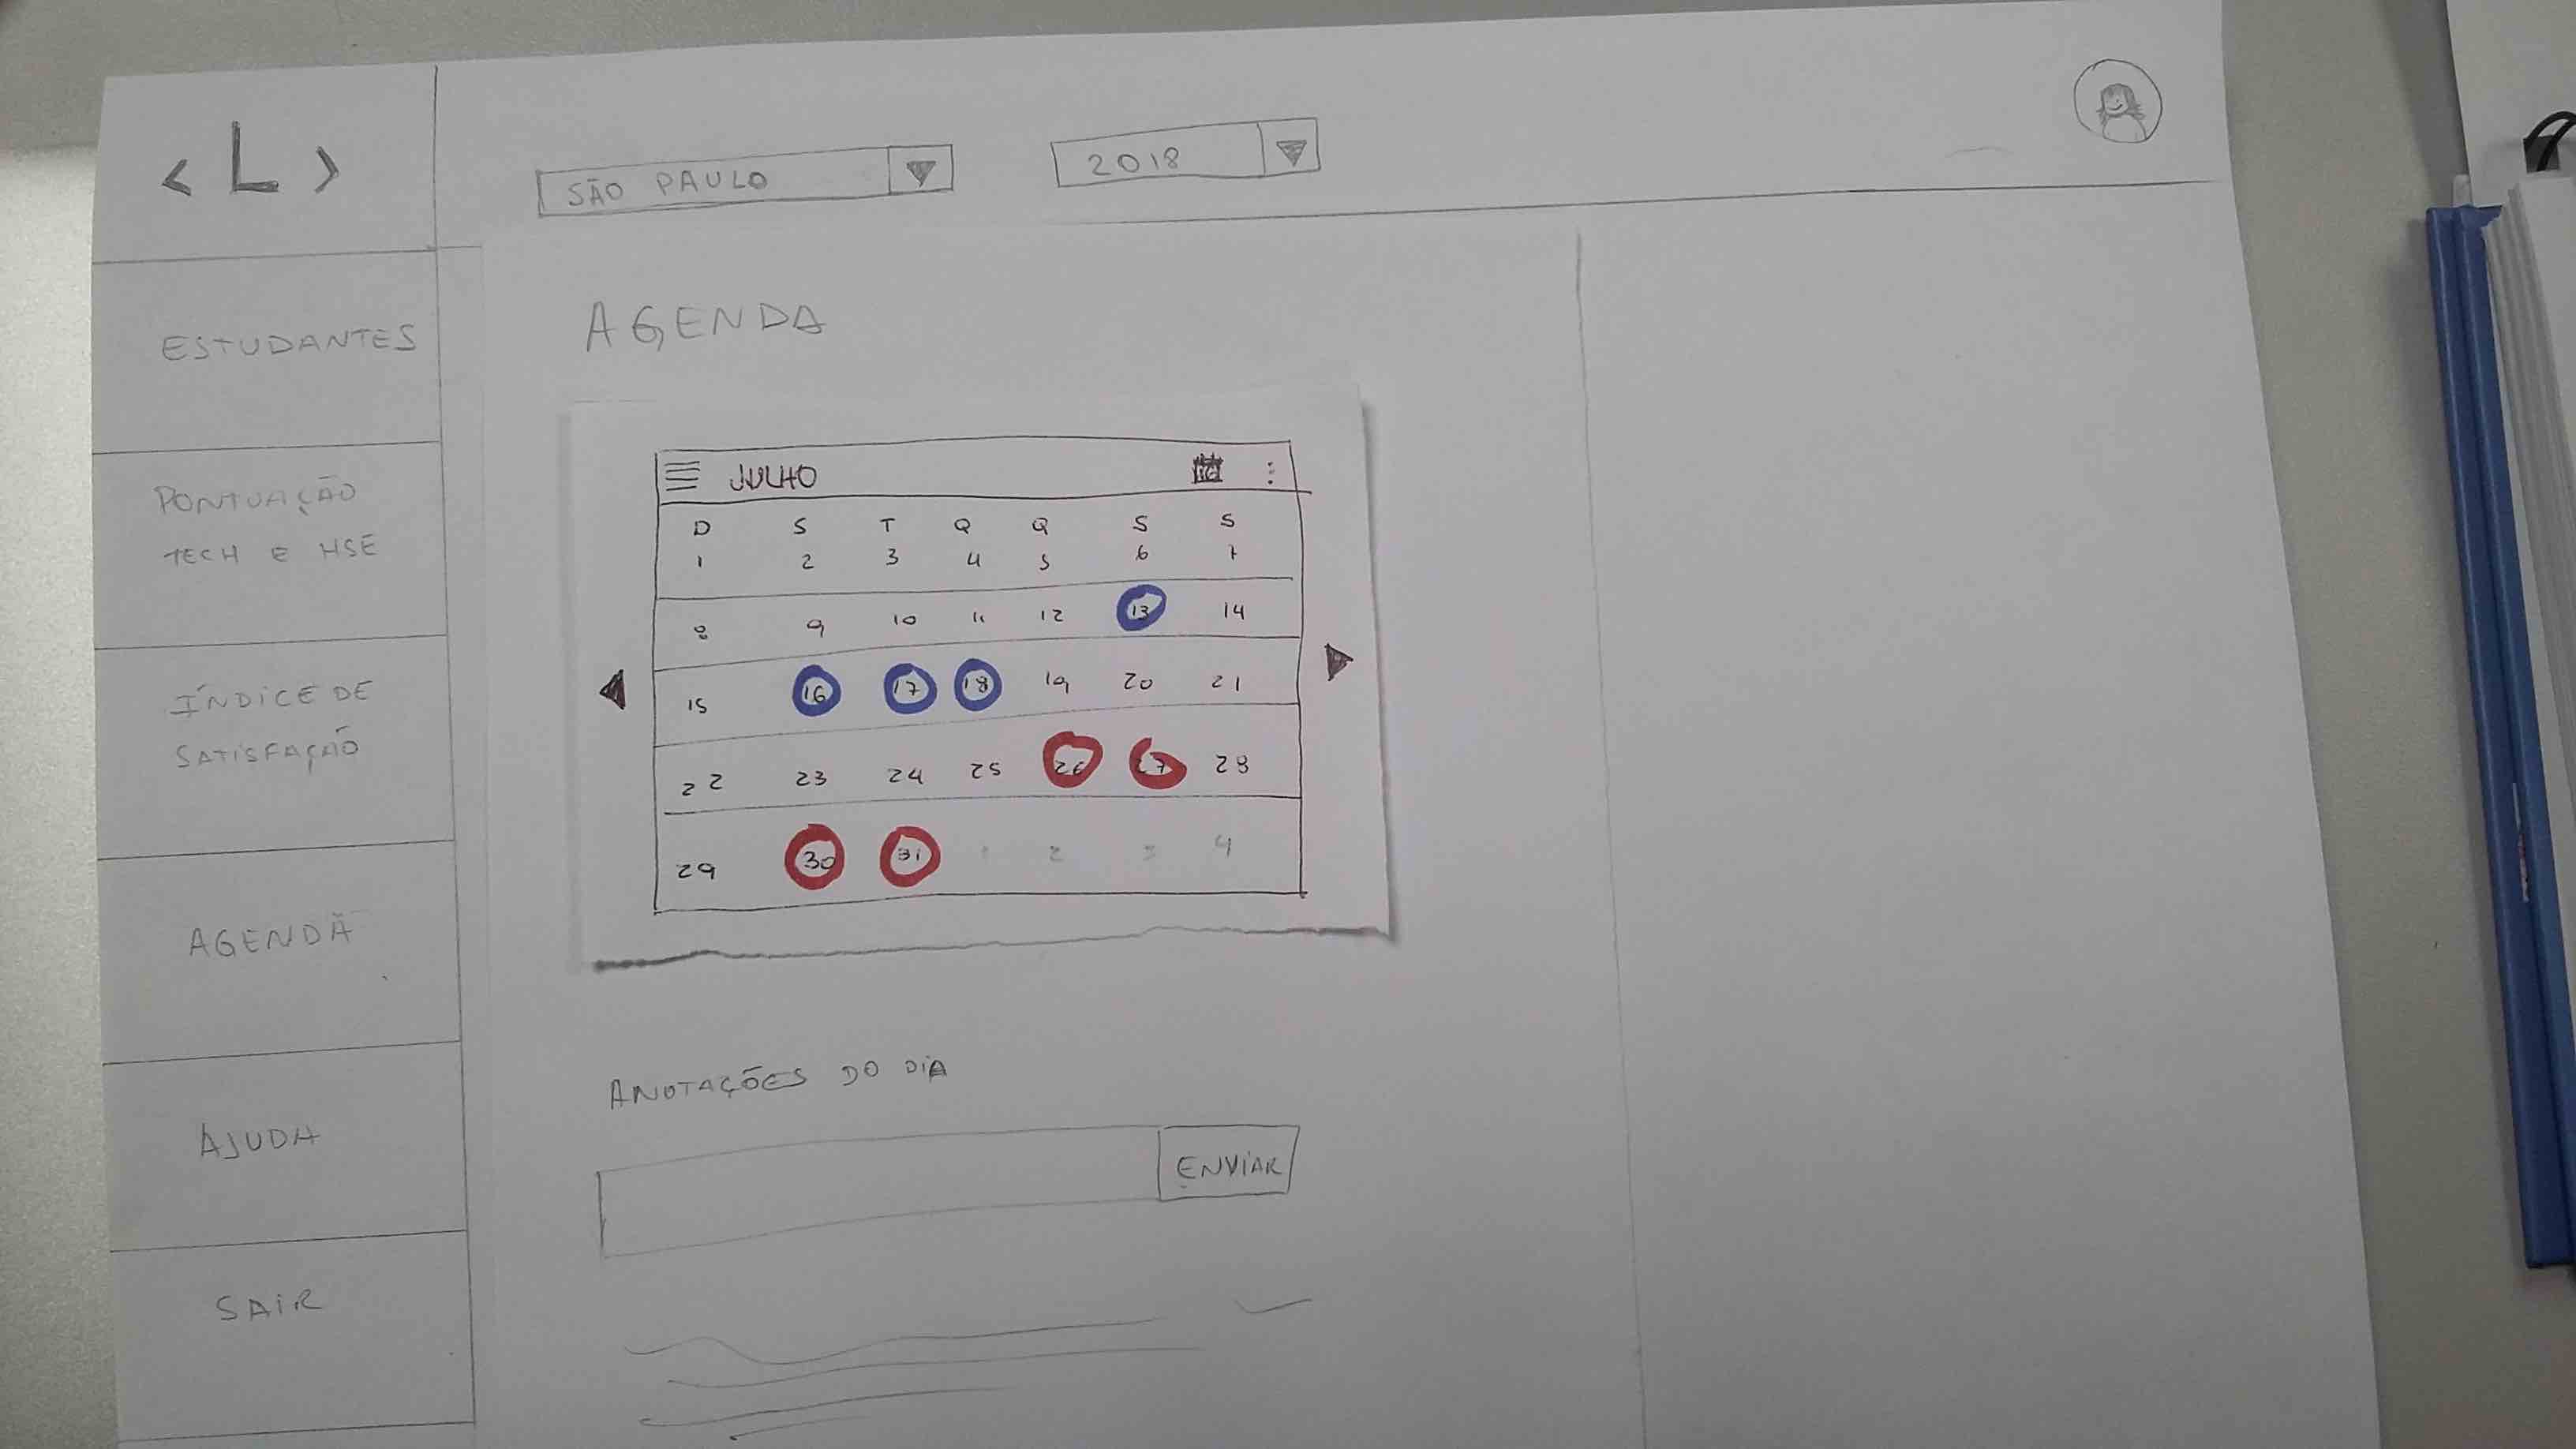 < L >
SÃO PAULO
2018
ESTUDANTES
PONTUAÇÃO
TECH E HSE
ÍNDICE DE
SATISFAÇÃO
AGENDA
AJUDA
SAIR
AGENDA
JULHO
D S T Q Q S S
1 2 3 4 5 6 7
8 9 10 11 12 13 14
15 16 17 18 19 20 21
22 23 24 25 26 27 28
29 30 31 1 2 3 4
ANOTAÇÕES DO DIA
ENVIAR